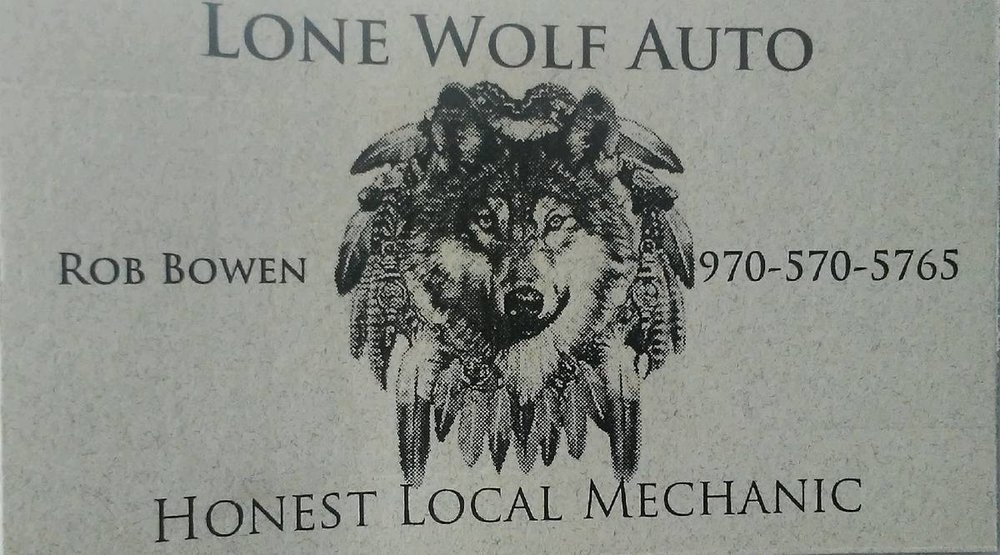 LONE WOLF AUTO
ROB BOWEN
970-570-5765
HONEST LOCAL MECHANIC